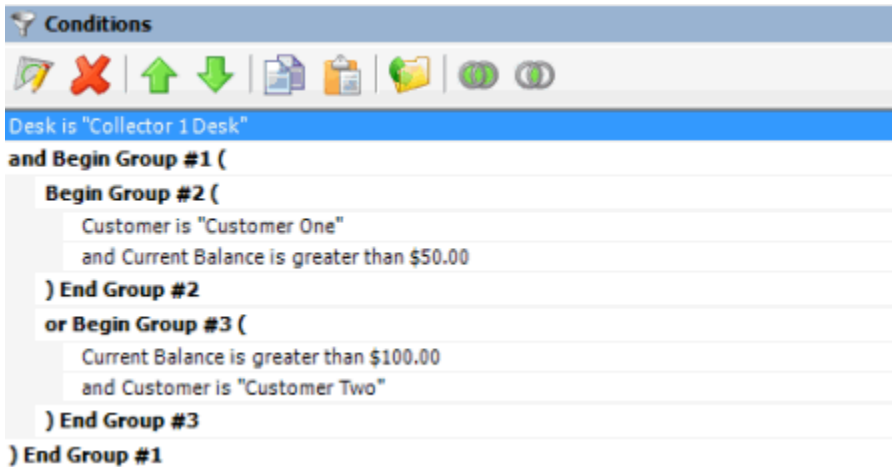 Conditions
Desk is "Collector 1 Desk"
and Begin Group #1 (
Begin Group #2 (
Customer is "Customer One"
and Current Balance is greater than $50.00
) End Group #2
or Begin Group #3 (
Current Balance is greater than $100.00
and Customer is "Customer Two"
) End Group #3
) End Group #1